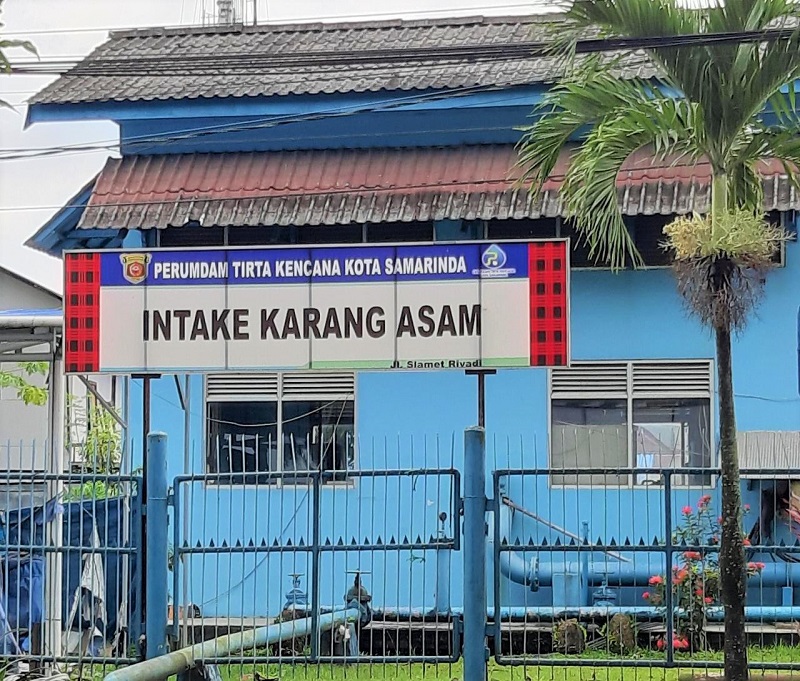 PERUMDAM TIRTA KENCANA KOTA SAMARINDA
INTAKE KARANG ASAM
Jl. Slamet Riyadi